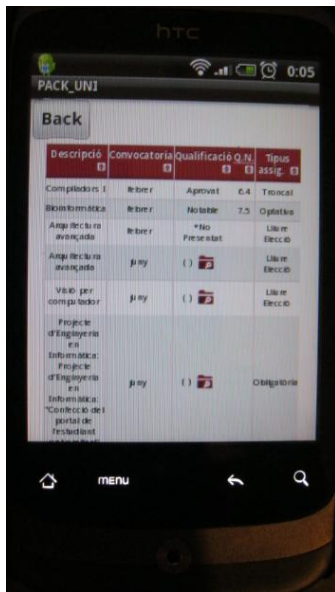 hTC
0:05
PACK_UNI
Back
Descripció Convocatoria Qualificació Q.N. Tipus assig.
Compiladors I febrer Aprovat 6.4 Troncal
Bioinformàtica febrer Notable 7.5 Optativa
Arquitectura avançada febrer *No Presentat Lliure Elecció
Arquitectura avançada juny ( ) Lliure Elecció
Visió per computador juny ( ) Lliure Elecció
Projecte
d'Enginyeria
en
Informàtica:
Projecte
d'Enginyeria juny ( ) Obligatòria
en
Informàtica:
"Confecció del
portal de
l'estudiant
menu